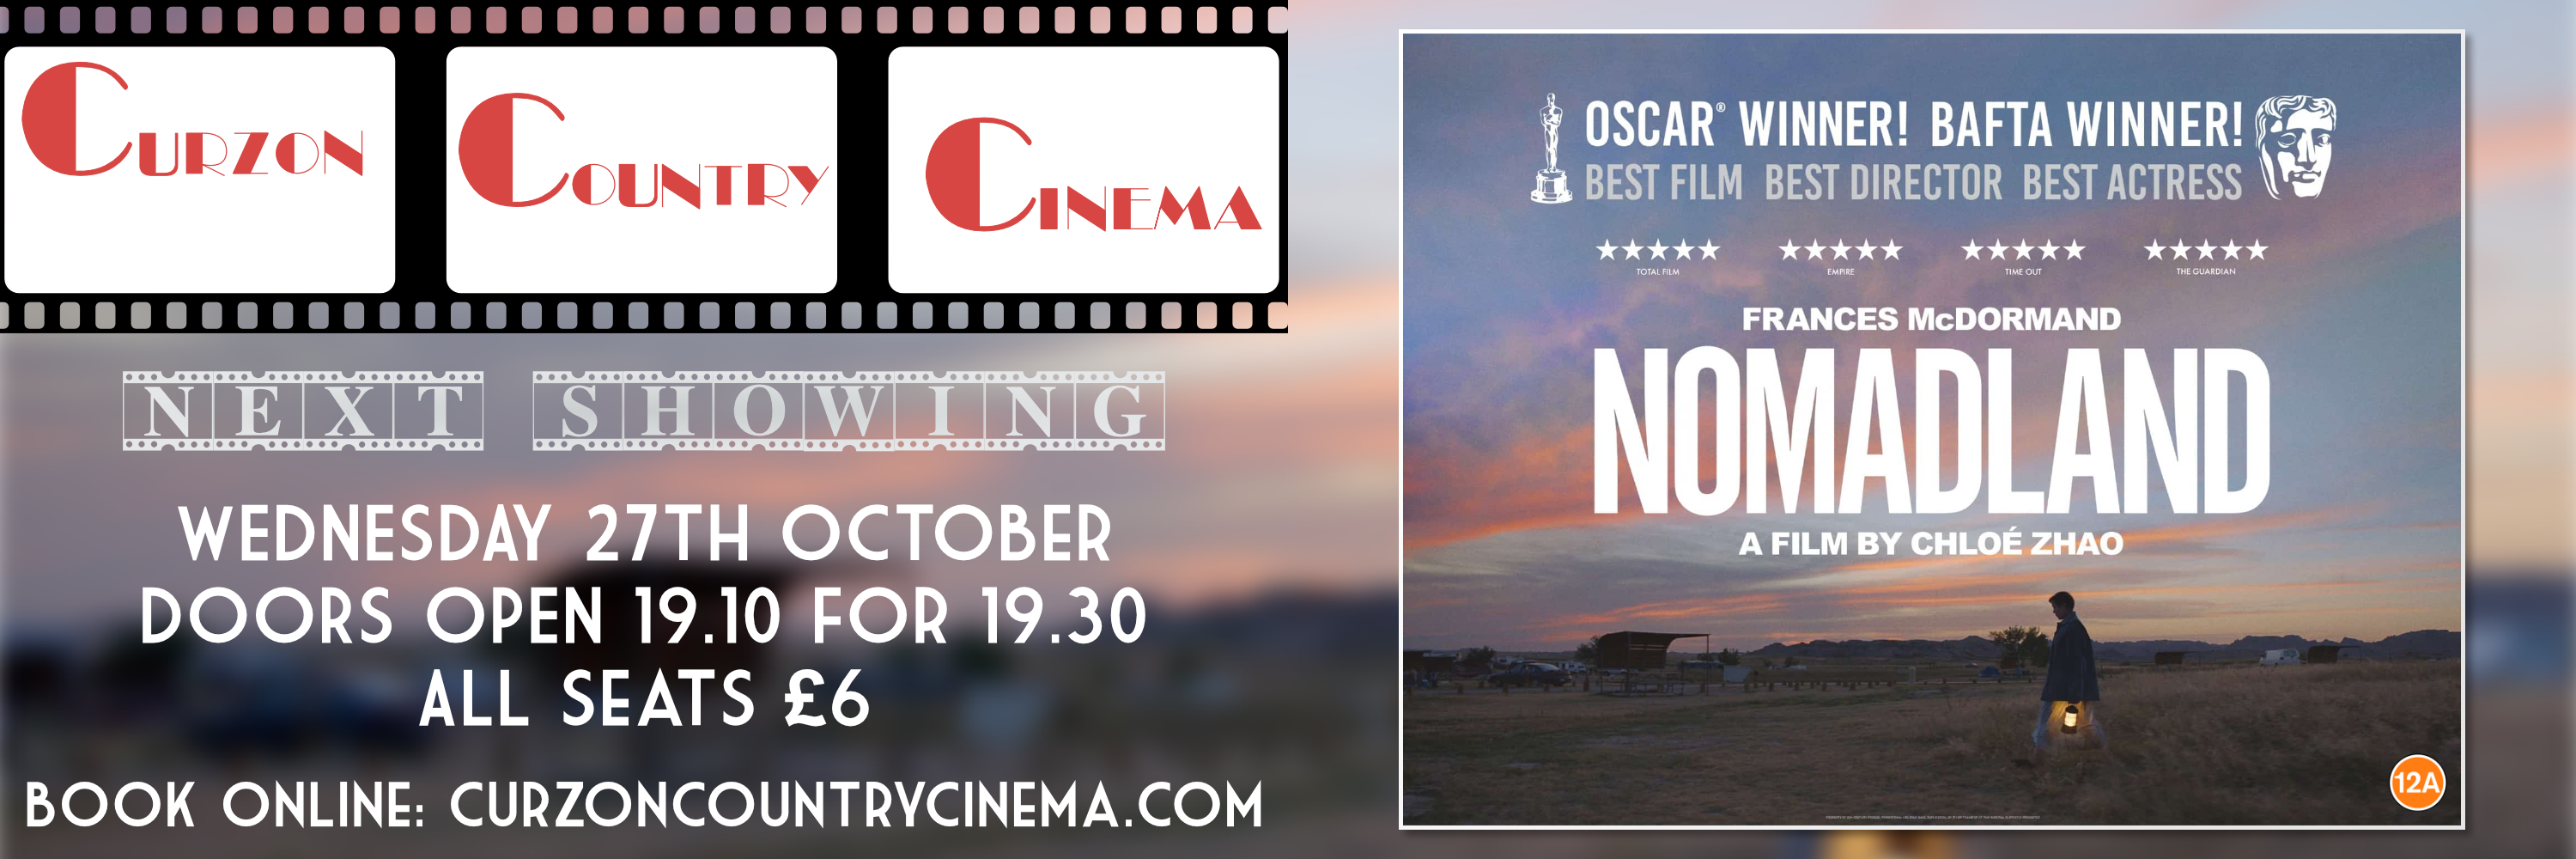 CURZON COUNTRY CINEMA
NEXT SHOWING
WEDNESDAY 27TH OCTOBER
DOORS OPEN 19.10 FOR 19.30
ALL SEATS £6
BOOK ONLINE: CURZONCOUNTRYCINEMA.COM
OSCAR® WINNER! BAFTA WINNER!
BEST FILM BEST DIRECTOR BEST ACTRESS
★★★★★ ★★★★★ ★★★★★ ★★★★★
TOTAL FILM EMPIRE TIME OUT THE GUARDIAN
FRANCES McDORMAND
NOMADLAND
A FILM BY CHLOÉ ZHAO
12A